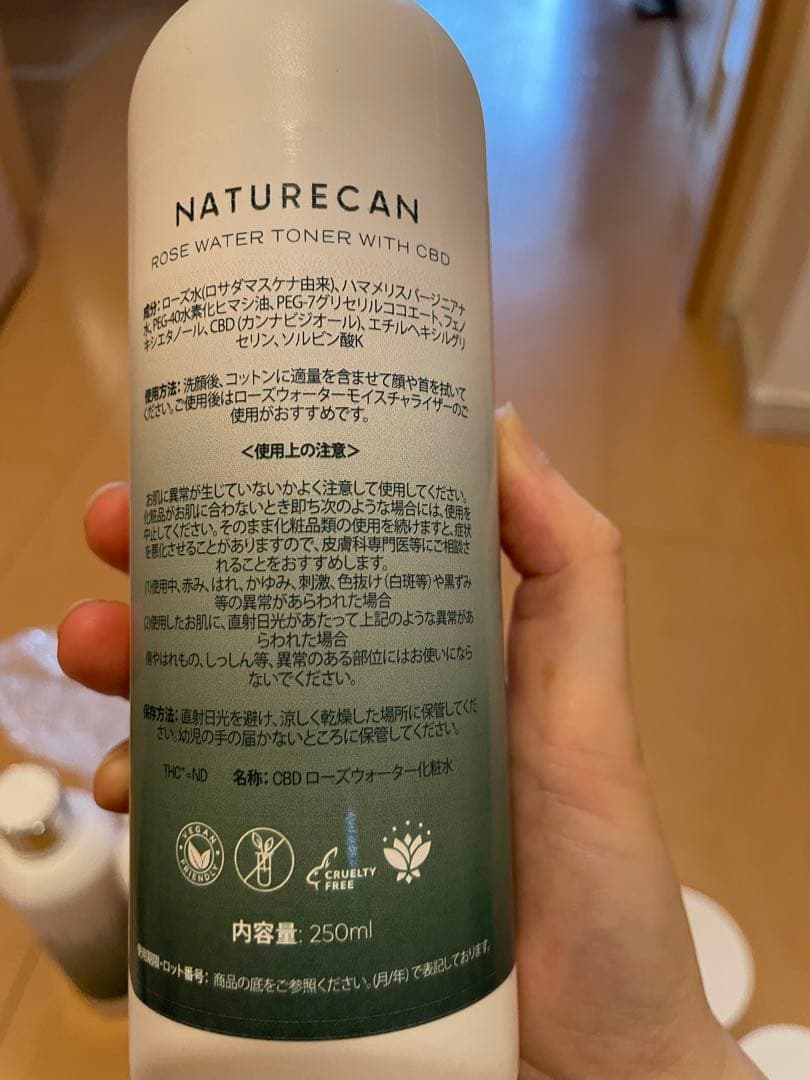 NATURECAN
ROSE WATER TONER WITH CBD
成分:ローズ水(ロサダマスケナ由来)、ハマメリスバージニアナ
水、PEG-40水素化ヒマシ油、PEG-7グリセリルココエート、フェノ
キシエタノール、CBD (カンナビジオール)、エチルヘキシルグリ
セリン、ソルビン酸K
使用方法: 洗顔後、コットンに適量を含ませて顔や首を拭いて
ください。ご使用後はローズウォーターモイスチャライザーのご
使用がおすすめです。
<使用上の注意>
お肌に異常が生じていないかよく注意して使用してください。
化粧品がお肌に合わないとき即ち次のような場合には、使用を
中止してください。そのまま化粧品類の使用を続けますと、症状
を悪化させることがありますので、皮膚科専門医等にご相談さ
れることをおすすめします。
(1)使用中、赤み、はれ、かゆみ、刺激、色抜け(白斑等)や黒ずみ
等の異常があらわれた場合
(2)使用したお肌に、直射日光があたって上記のような異常があ
らわれた場合
傷やはれもの、しっしん等、異常のある部位にはお使いになら
ないでください。
保存方法: 直射日光を避け、涼しく乾燥した場所に保管してくだ
さい。幼児の手の届かないところに保管してください。
THC*=ND 名称: CBD ローズウォーター化粧水
VEGAN FRIENDLY
CRUELTY
FREE
内容量: 250ml
使用期限・ロット番号: 商品の底をご参照ください。(月/年)で表記しております。